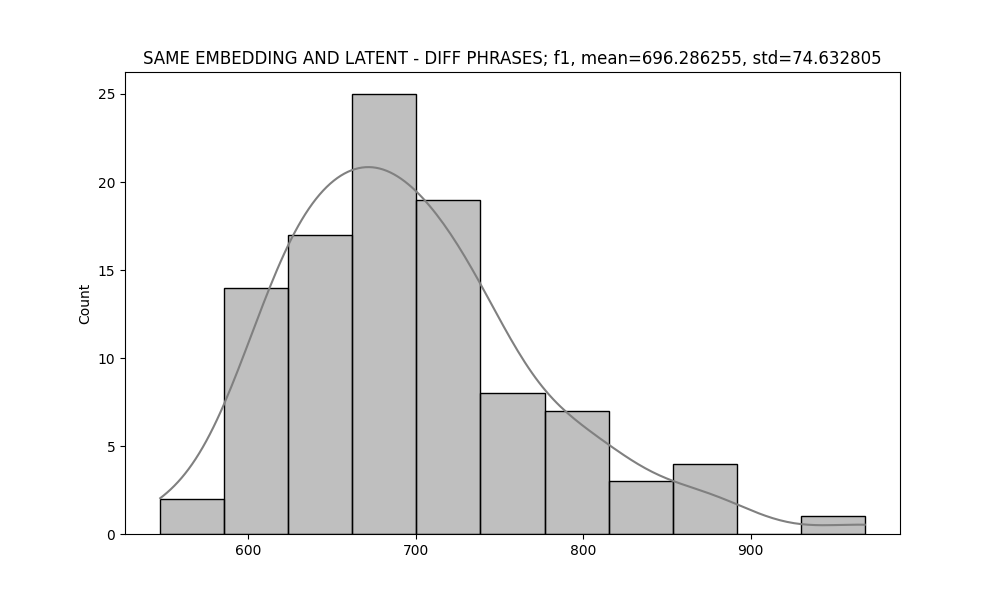 SAME EMBEDDING AND LATENT - DIFF PHRASES; f1, mean=696.286255, std=74.632805
25
20
15
10
5
0
Count
600 700 800 900